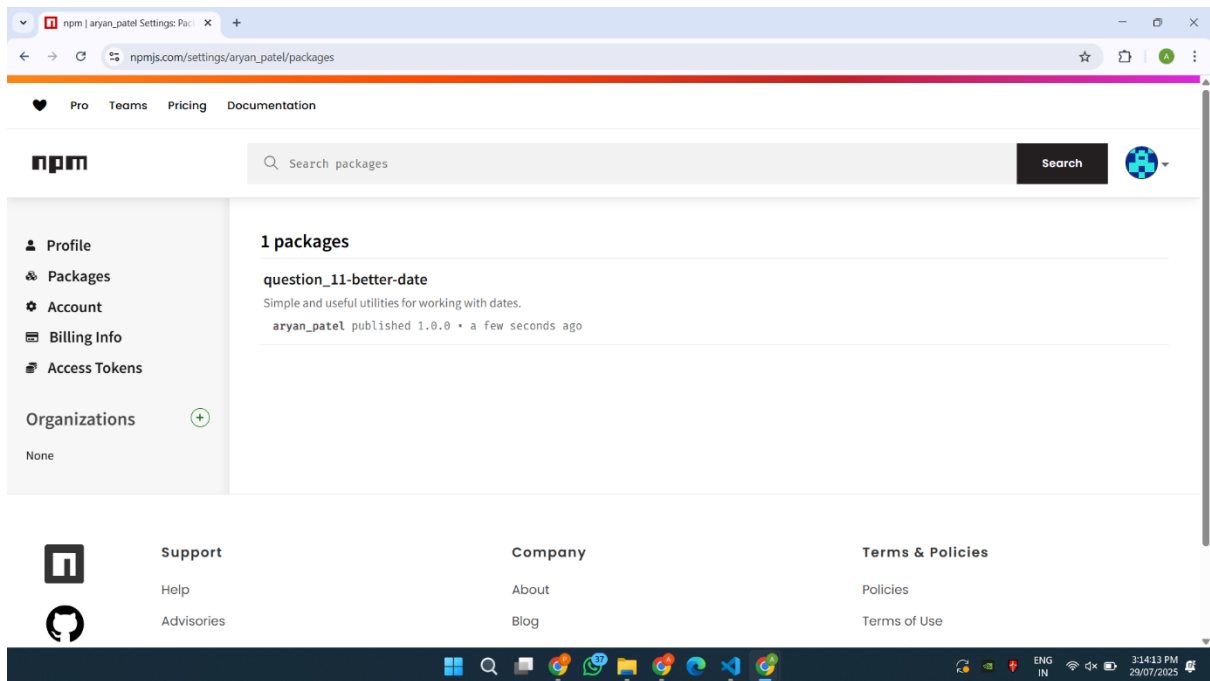 npm | aryan_patel Settings: Paci
npmjs.com/settings/aryan_patel/packages
A
Pro Teams Pricing Documentation
npm
Search packages
Search
Profile
Packages
Account
Billing Info
Access Tokens
Organizations
None
1 packages
question_11-better-date
Simple and useful utilities for working with dates.
aryan_patel published 1.0.0 • a few seconds ago
Support
Help
Advisories
Company
About
Blog
Terms & Policies
Policies
Terms of Use
37
ENG
IN
3:14:13 PM
29/07/2025